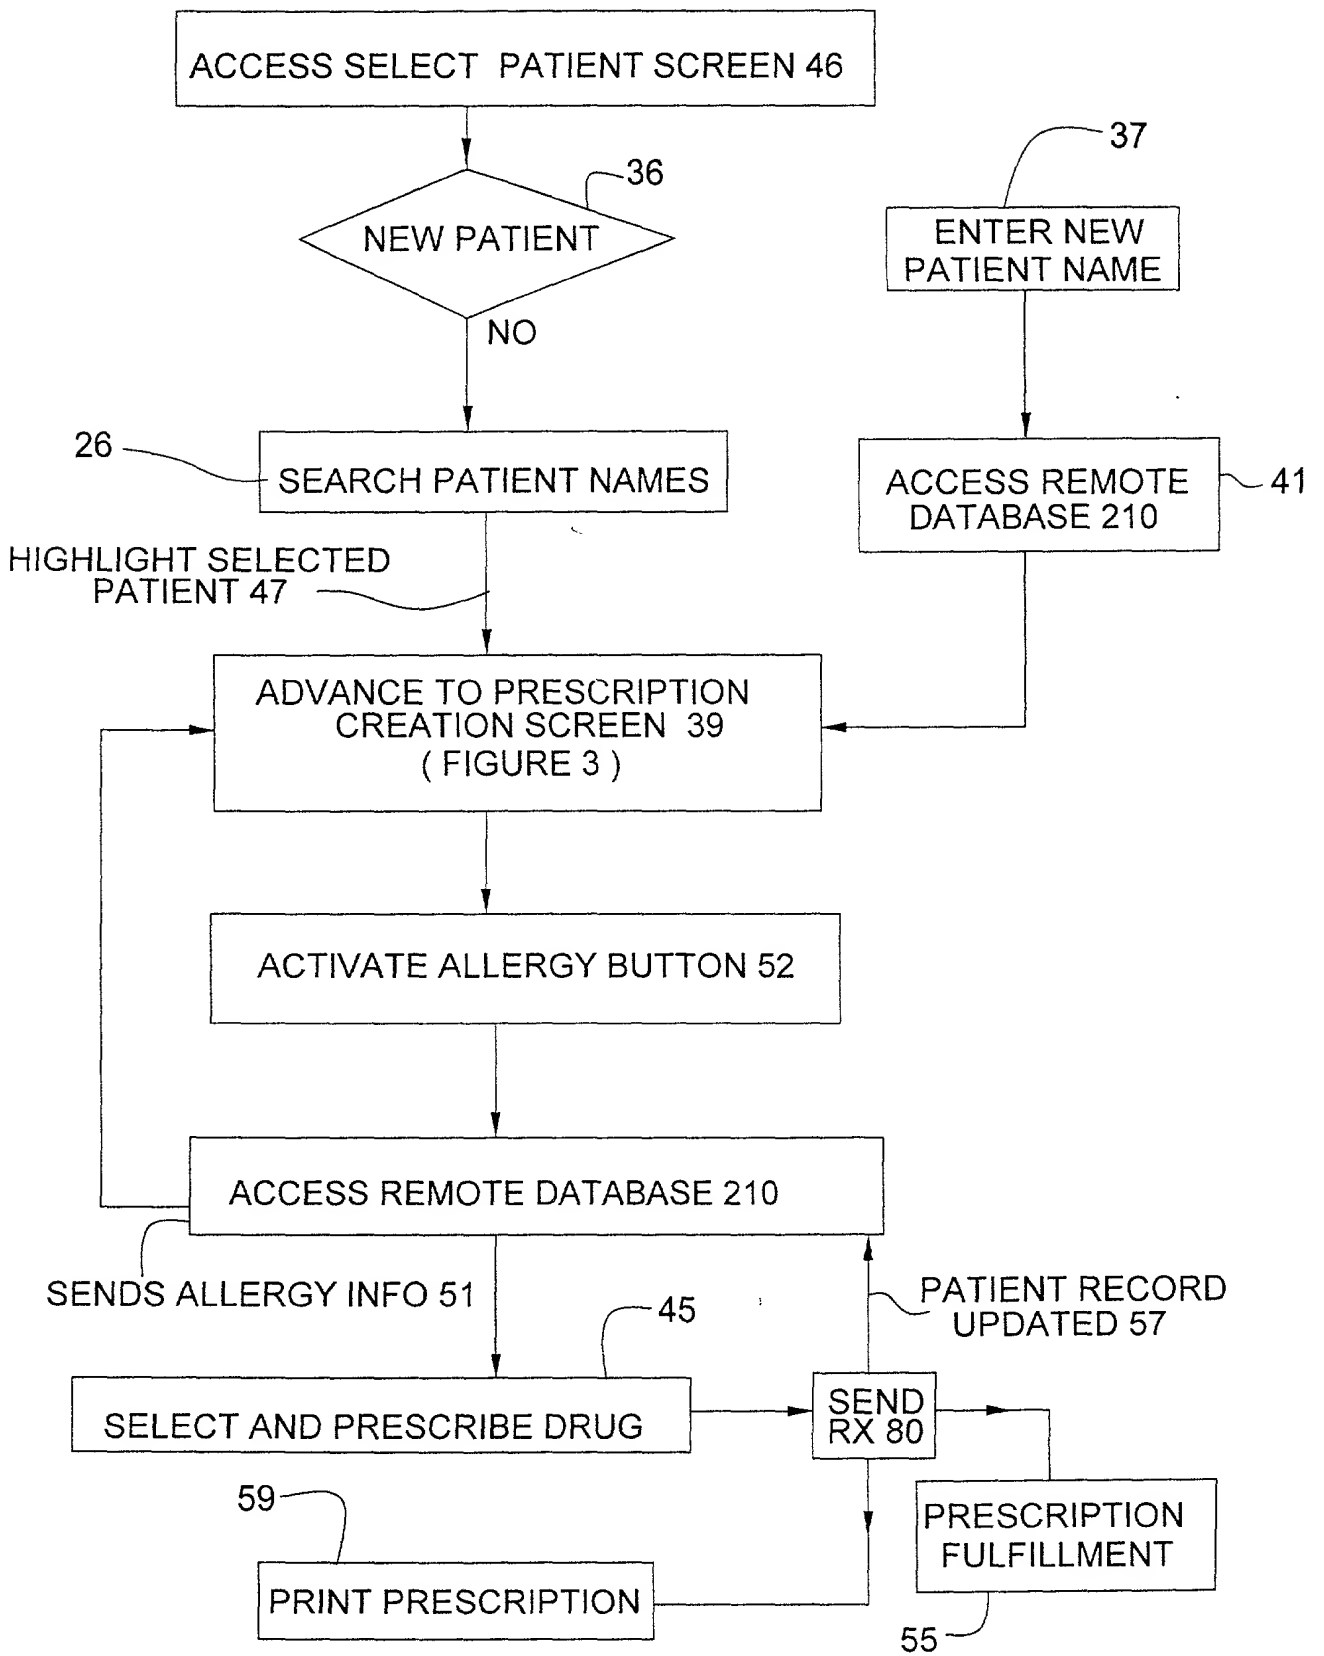 ACCESS SELECT PATIENT SCREEN 46
37
36
NEW PATIENT
ENTER NEW
PATIENT NAME
NO
26
SEARCH PATIENT NAMES
ACCESS REMOTE
DATABASE 210
41
HIGHLIGHT SELECTED
PATIENT 47
ADVANCE TO PRESCRIPTION
CREATION SCREEN 39
( FIGURE 3 )
ACTIVATE ALLERGY BUTTON 52
ACCESS REMOTE DATABASE 210
SENDS ALLERGY INFO 51
PATIENT RECORD
UPDATED 57
45
SELECT AND PRESCRIBE DRUG
SEND
RX 80
59
PRESCRIPTION
FULFILLMENT
PRINT PRESCRIPTION
55